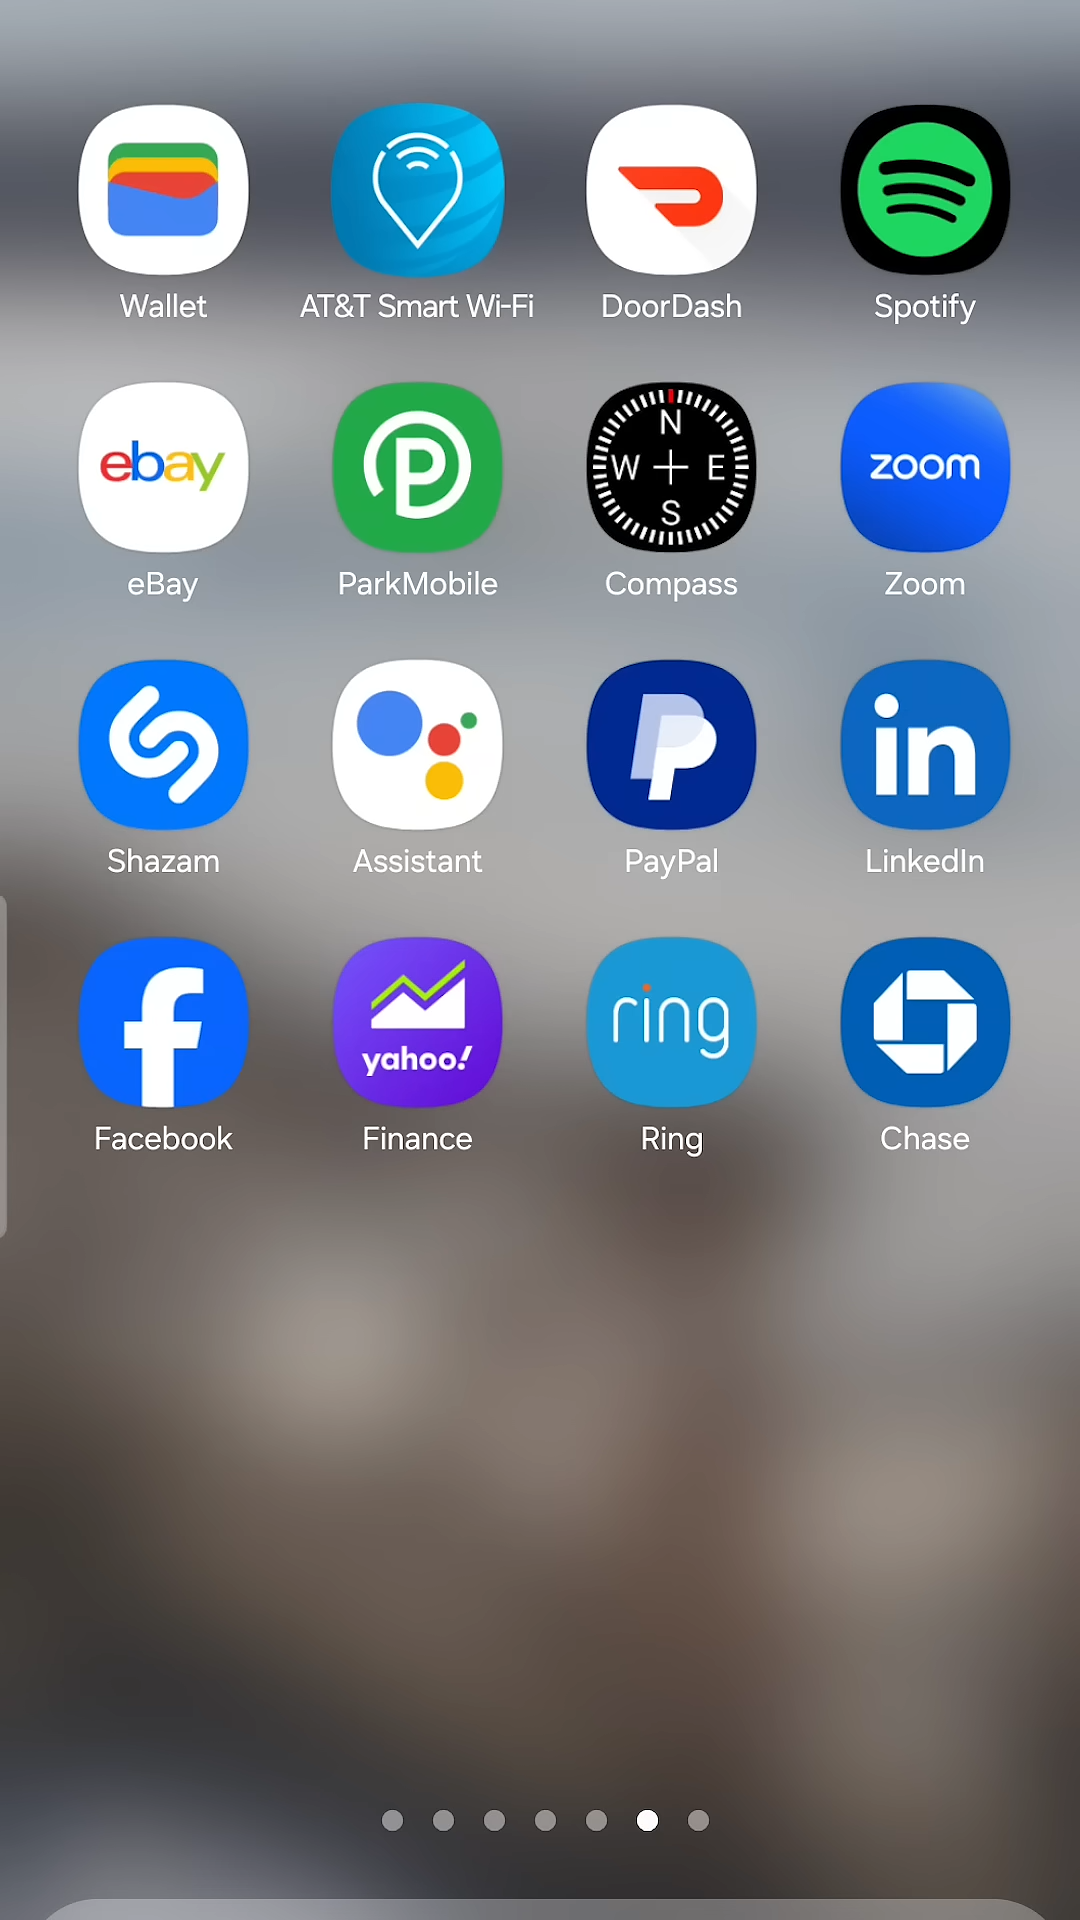 Wallet
AT&T Smart Wi-Fi
DoorDash
Spotify
ebay
P
N
W E
S
zoom
eBay
ParkMobile
Compass
Zoom
P
in
Shazam
Assistant
PayPal
LinkedIn
f
yahoo!
ring
Facebook
Finance
Ring
Chase